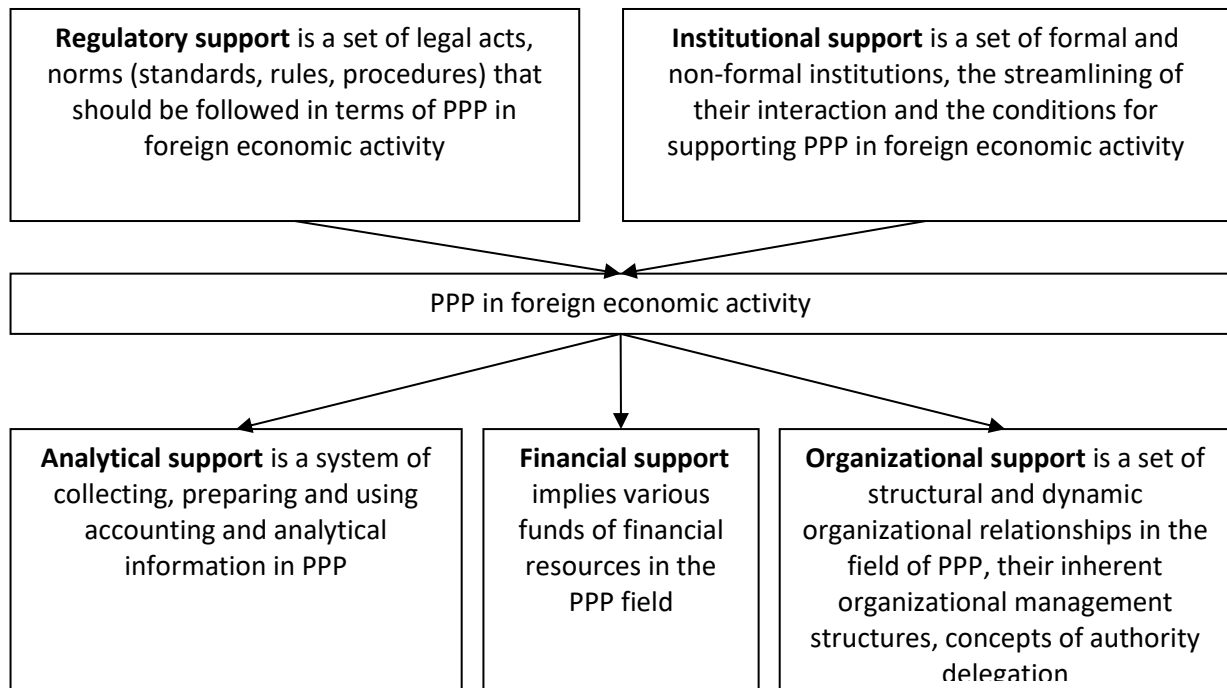 Regulatory support is a set of legal acts,
norms (standards, rules, procedures) that
should be followed in terms of PPP in
foreign economic activity
Institutional support is a set of formal and
non-formal institutions, the streamlining of
their interaction and the conditions for
supporting PPP in foreign economic activity
PPP in foreign economic activity
Analytical support is a system of
collecting, preparing and using
accounting and analytical
information in PPP
Financial support
implies various
funds of financial
resources in the
PPP field
Organizational support is a set of
structural and dynamic
organizational relationships in the
field of PPP, their inherent
organizational management
structures, concepts of authority
delegation